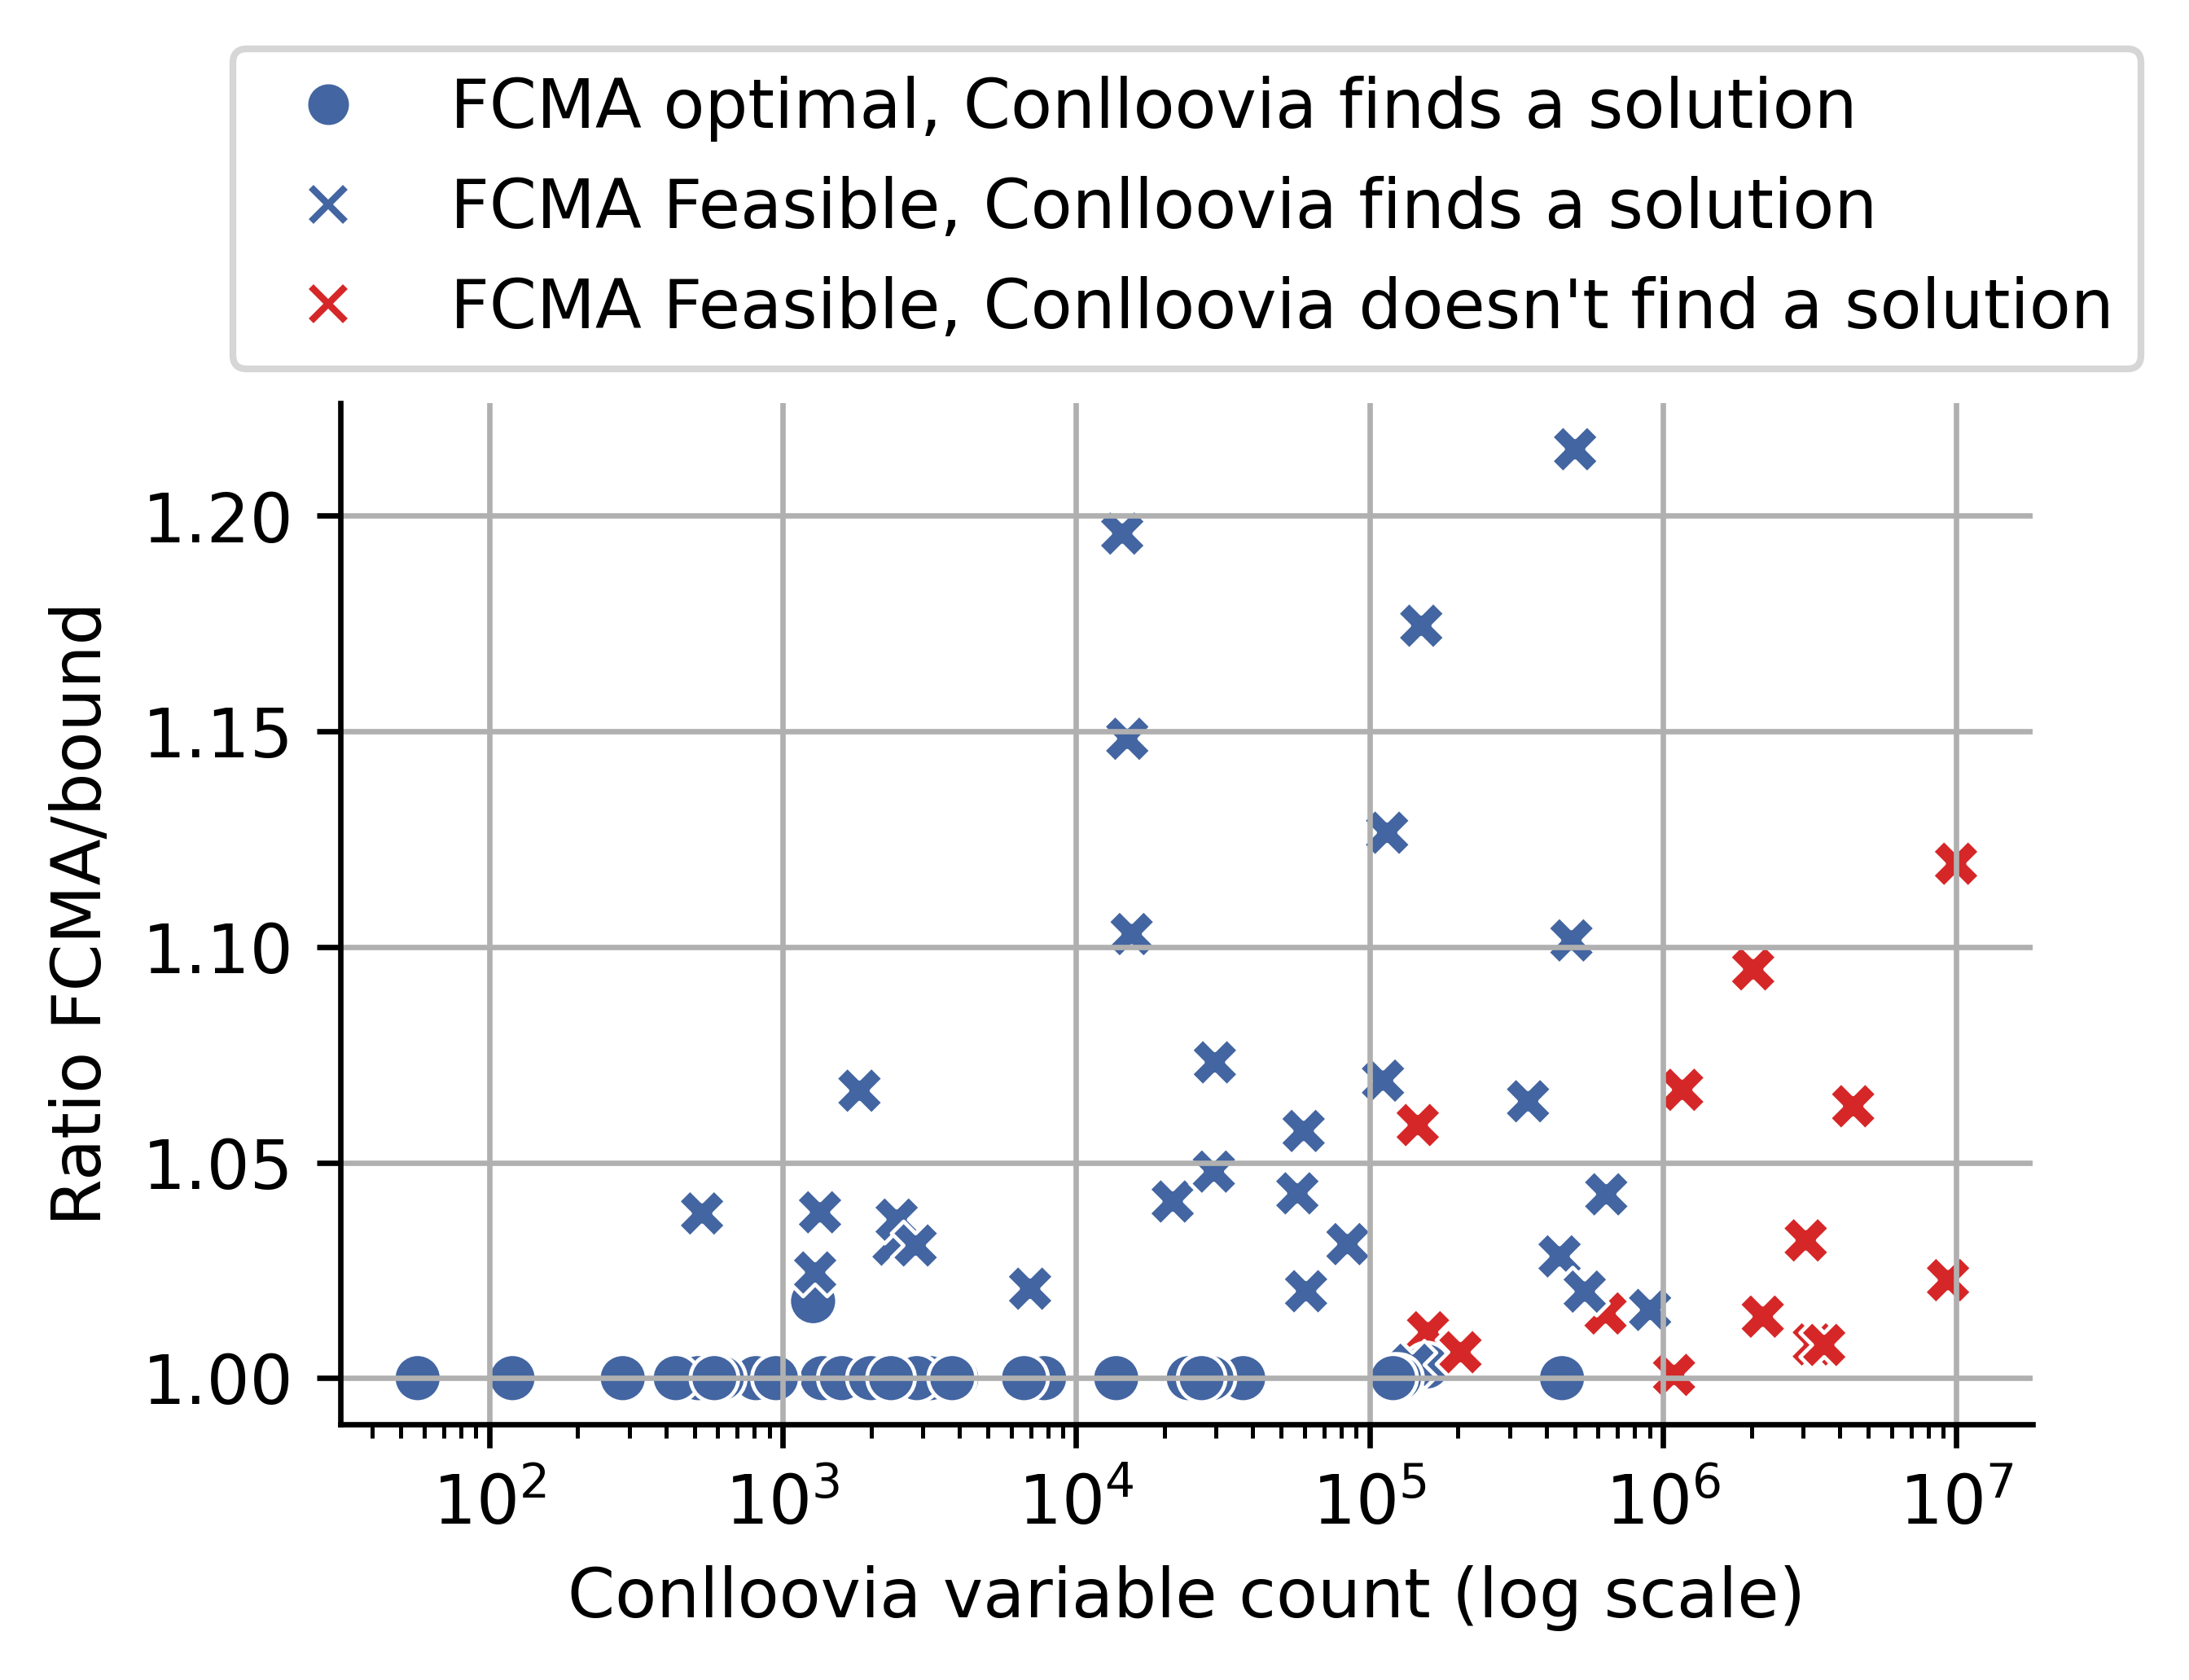 FCMA optimal, Conlloovia finds a solution
FCMA Feasible, Conlloovia finds a solution
FCMA Feasible, Conlloovia doesn't find a solution
Ratio FCMA/bound
1.20
1.15
1.10
1.05
1.00
10² 10³ 10⁴ 10⁵ 10⁶ 10⁷
Conlloovia variable count (log scale)